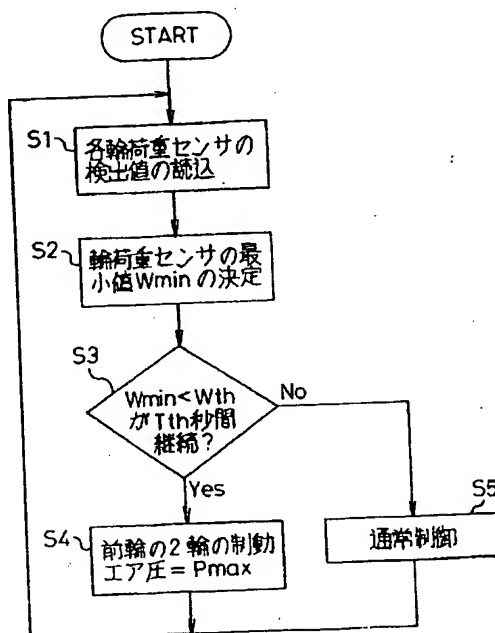 START
S1
各輪荷重センサの
検出値の読込
S2
輪荷重センサの最
小値Wminの決定
S3
Wmin<Wth
がTth秒間
継続?
No
Yes
S4
前輪の2輪の制動
エア圧=Pmax
S5
通常制御